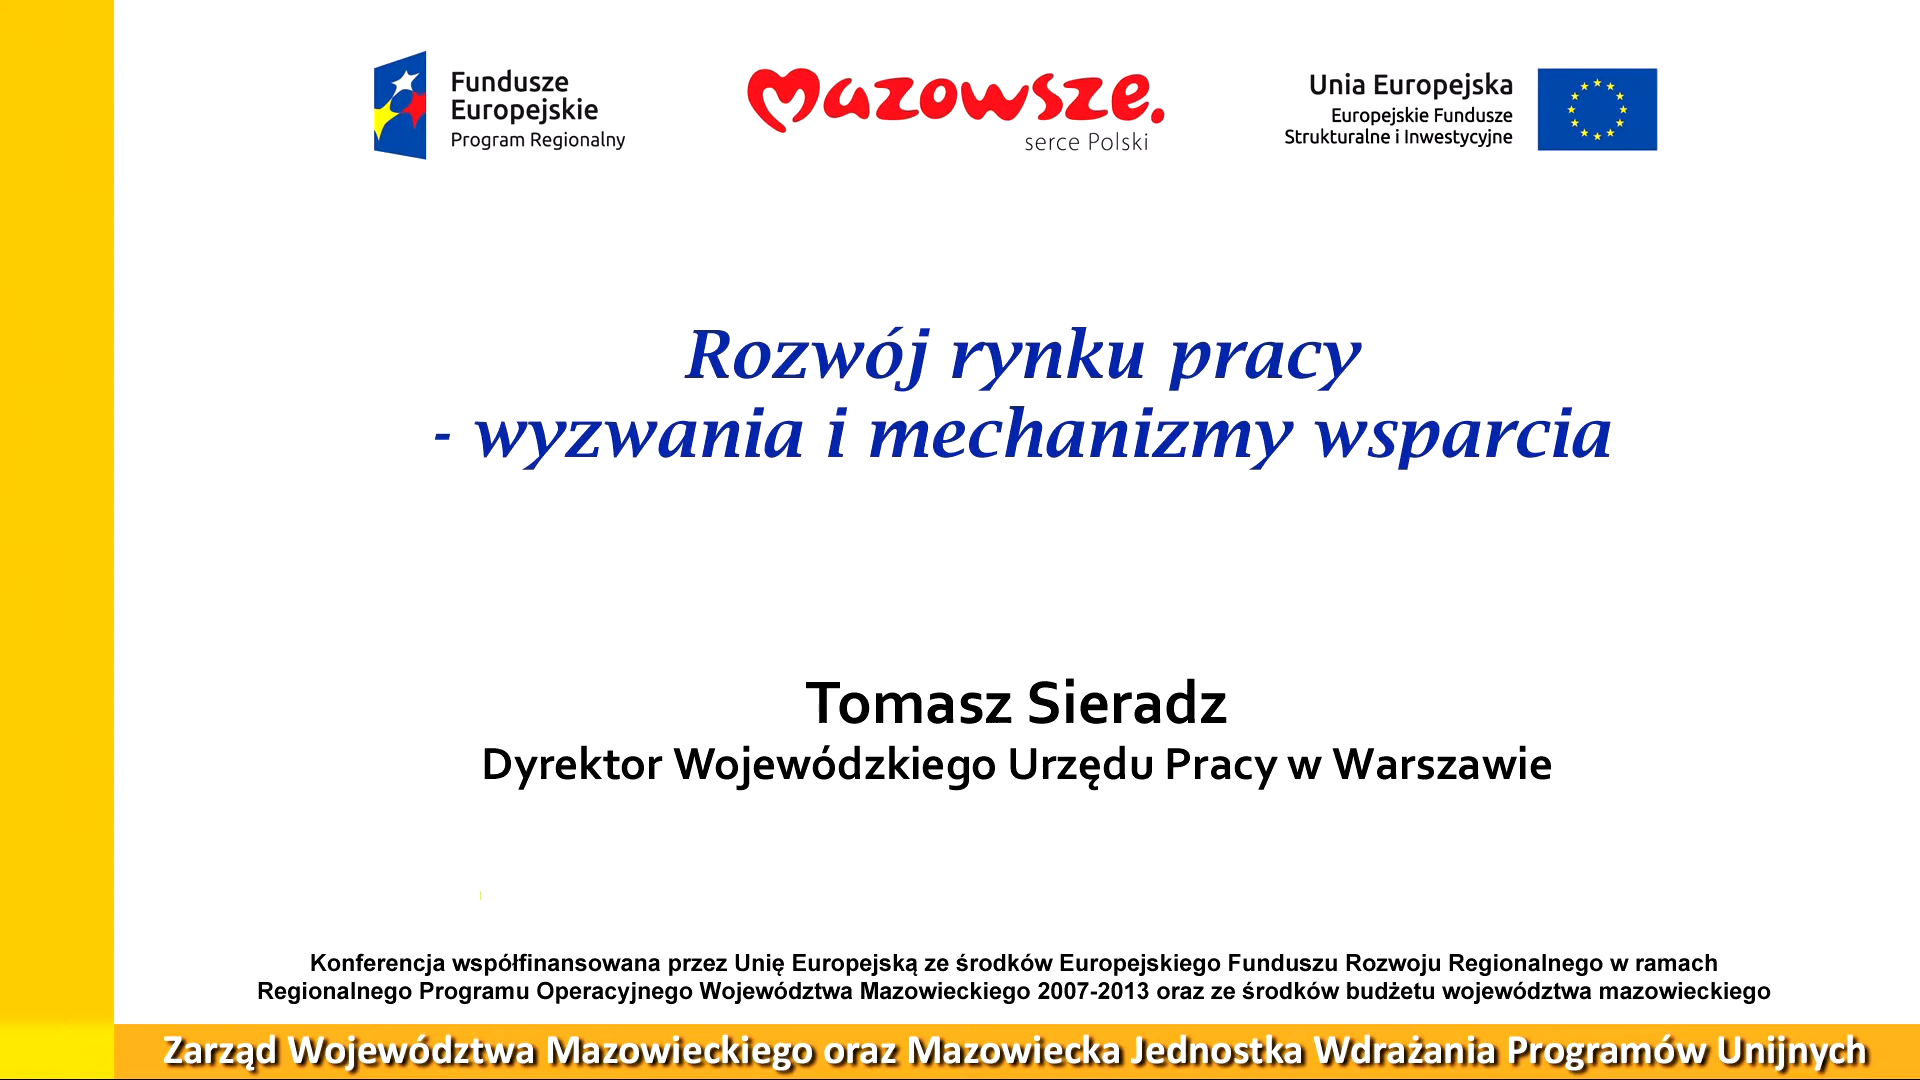 Fundusze
Europejskie
Program Regionalny
mazowsze.
serce Polski
Unia Europejska
Europejskie Fundusze
Strukturalne i Inwestycyjne
Rozwój rynku pracy
- wyzwania i mechanizmy wsparcia
Tomasz Sieradz
Dyrektor Wojewódzkiego Urzędu Pracy w Warszawie
Konferencja współfinansowana przez Unię Europejską ze środków Europejskiego Funduszu Rozwoju Regionalnego w ramach
Regionalnego Programu Operacyjnego Województwa Mazowieckiego 2007-2013 oraz ze środków budżetu województwa mazowieckiego
Zarząd Województwa Mazowieckiego oraz Mazowiecka Jednostka Wdrażania Programów Unijnych